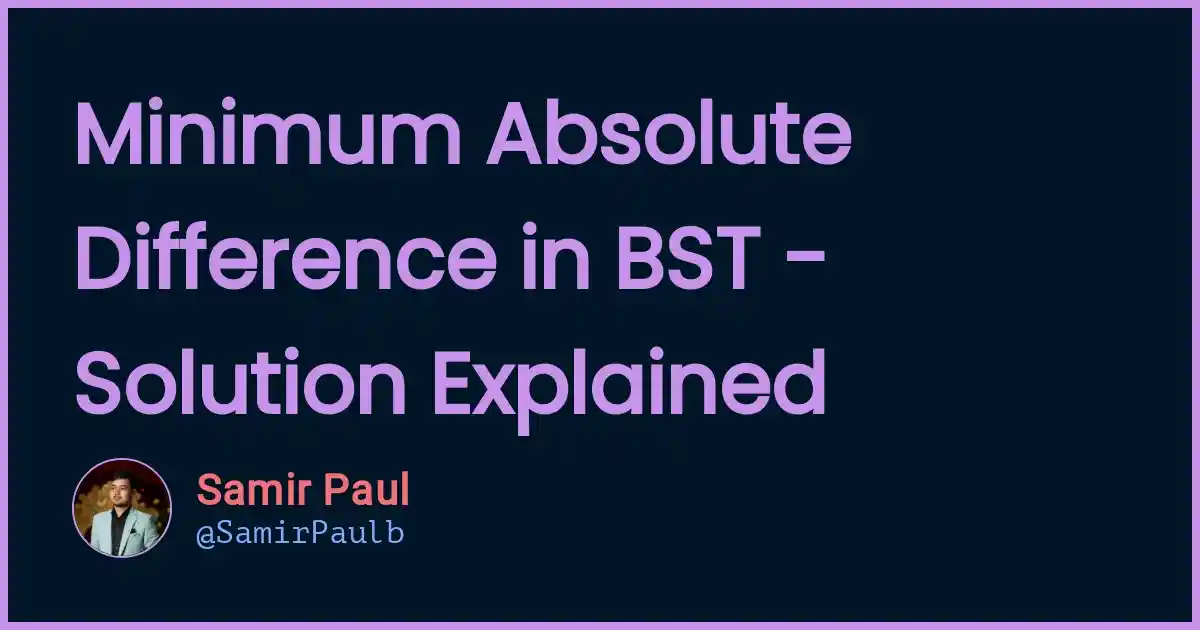 Minimum Absolute
Difference in BST -
Solution Explained
Samir Paul
@SamirPaulb